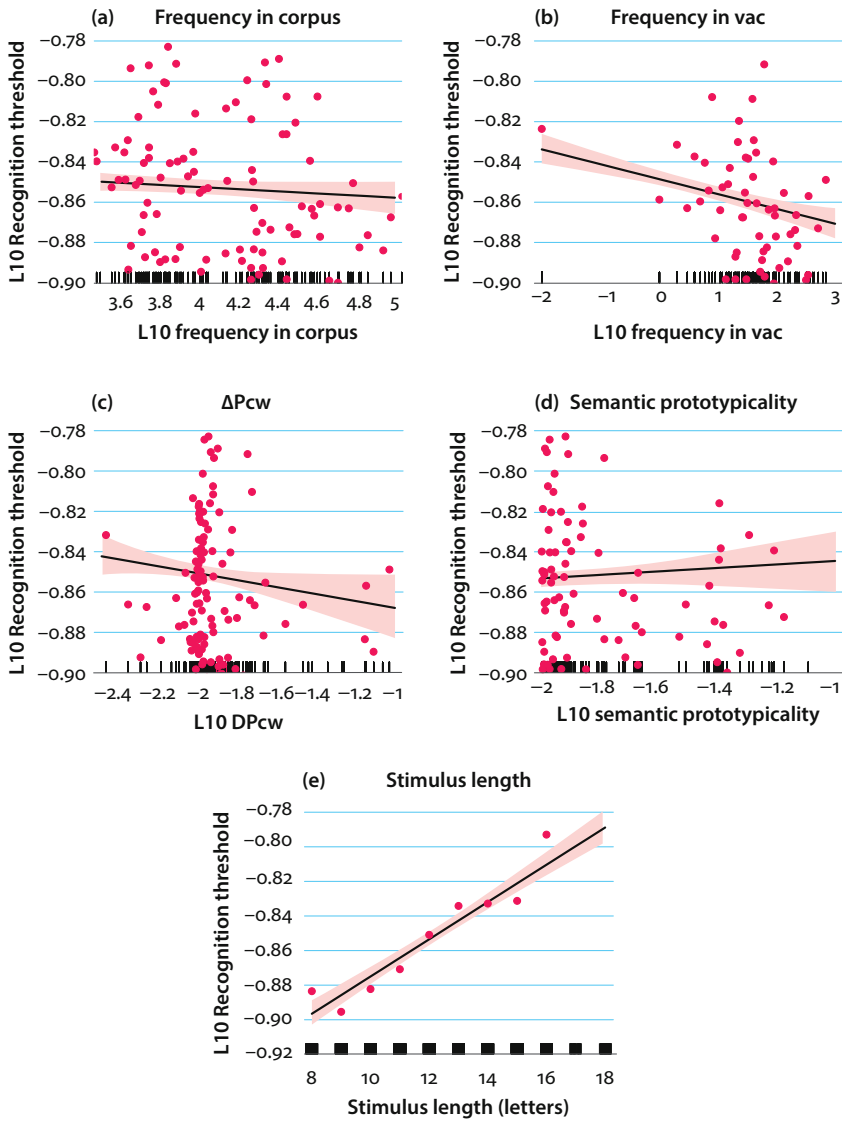 (a) Frequency in corpus
L10 Recognition threshold
−0.78
−0.80
−0.82
−0.84
−0.86
−0.88
−0.90
3.6 3.8 4 4.2 4.4 4.6 4.8 5
L10 frequency in corpus
(b) Frequency in vac
L10 Recognition threshold
−0.78
−0.80
−0.82
−0.84
−0.86
−0.88
−0.90
−2 −1 0 1 2 3
L10 frequency in vac
(c) ΔPcw
L10 Recognition threshold
−0.78
−0.80
−0.82
−0.84
−0.86
−0.88
−0.90
−2.4 −2.2 −2 −1.8 −1.6 −1.4 −1.2 −1
L10 DPcw
(d) Semantic prototypicality
L10 Recognition threshold
−0.78
−0.80
−0.82
−0.84
−0.86
−0.88
−0.90
−2 −1.8 −1.6 −1.4 −1.2 −1
L10 semantic prototypicality
(e) Stimulus length
L10 Recognition threshold
−0.78
−0.80
−0.82
−0.84
−0.86
−0.88
−0.90
−0.92
8 10 12 14 16 18
Stimulus length (letters)